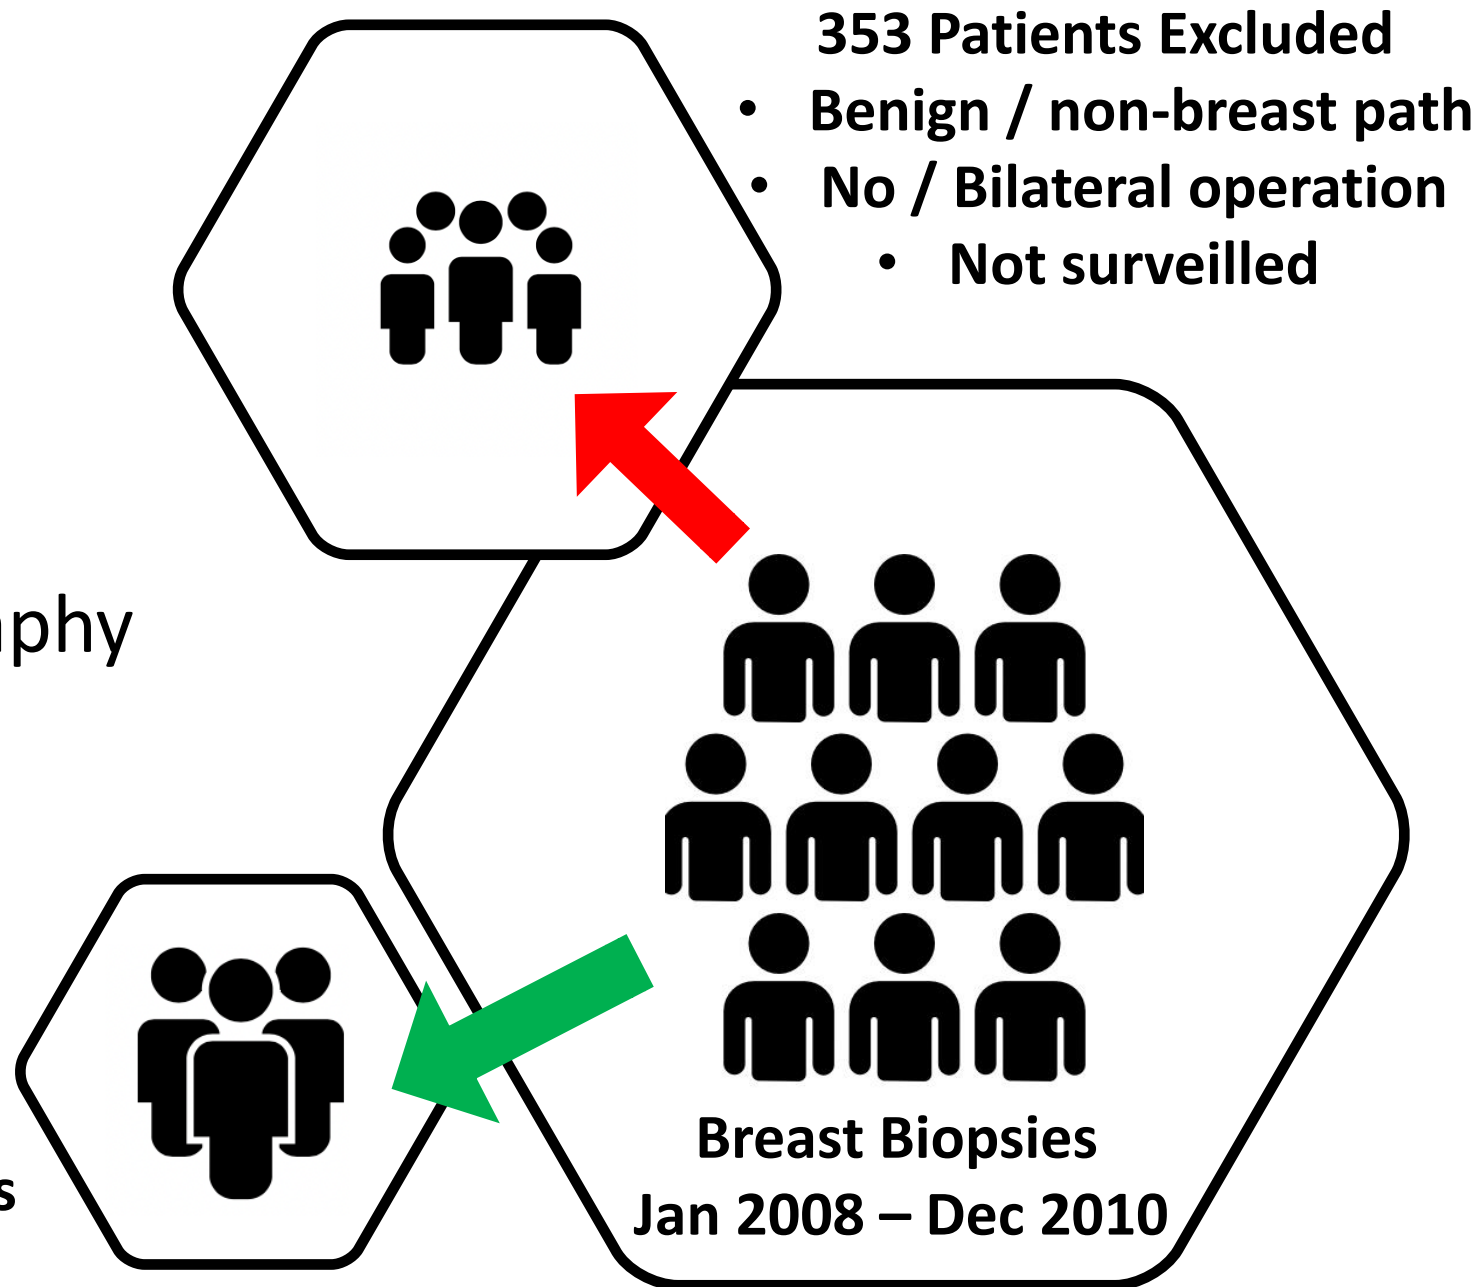 353 Patients Excluded
• Benign / non-breast path
• No / Bilateral operation
• Not surveilled
Breast Biopsies
Jan 2008 – Dec 2010